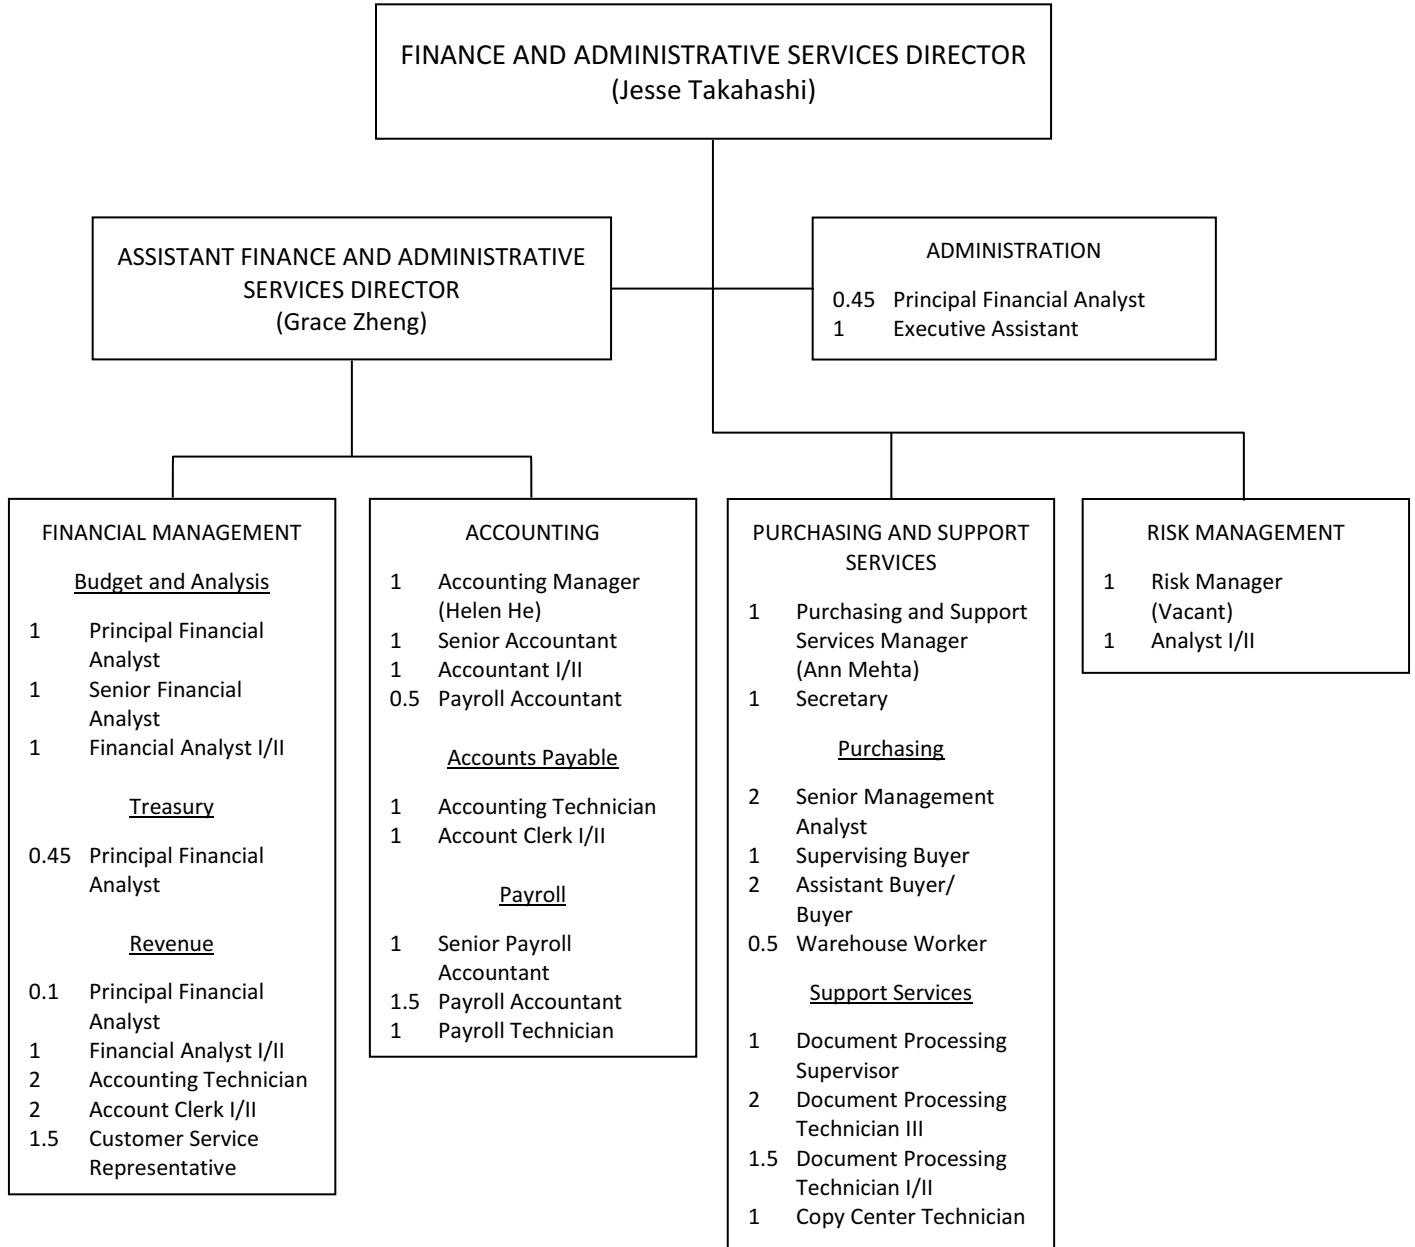 FINANCE AND ADMINISTRATIVE SERVICES DIRECTOR
(Jesse Takahashi)
ASSISTANT FINANCE AND ADMINISTRATIVE
SERVICES DIRECTOR
(Grace Zheng)
ADMINISTRATION
0.45 Principal Financial Analyst
1 Executive Assistant
FINANCIAL MANAGEMENT
Budget and Analysis
1 Principal Financial
Analyst
1 Senior Financial
Analyst
1 Financial Analyst I/II
Treasury
0.45 Principal Financial
Analyst
Revenue
0.1 Principal Financial
Analyst
1 Financial Analyst I/II
2 Accounting Technician
2 Account Clerk I/II
1.5 Customer Service
Representative
ACCOUNTING
1 Accounting Manager
(Helen He)
1 Senior Accountant
1 Accountant I/II
0.5 Payroll Accountant
Accounts Payable
1 Accounting Technician
1 Account Clerk I/II
Payroll
1 Senior Payroll
Accountant
1.5 Payroll Accountant
1 Payroll Technician
PURCHASING AND SUPPORT
SERVICES
1 Purchasing and Support
Services Manager
(Ann Mehta)
1 Secretary
Purchasing
2 Senior Management
Analyst
1 Supervising Buyer
2 Assistant Buyer/
Buyer
0.5 Warehouse Worker
Support Services
1 Document Processing
Supervisor
2 Document Processing
Technician III
1.5 Document Processing
Technician I/II
1 Copy Center Technician
RISK MANAGEMENT
1 Risk Manager
(Vacant)
1 Analyst I/II